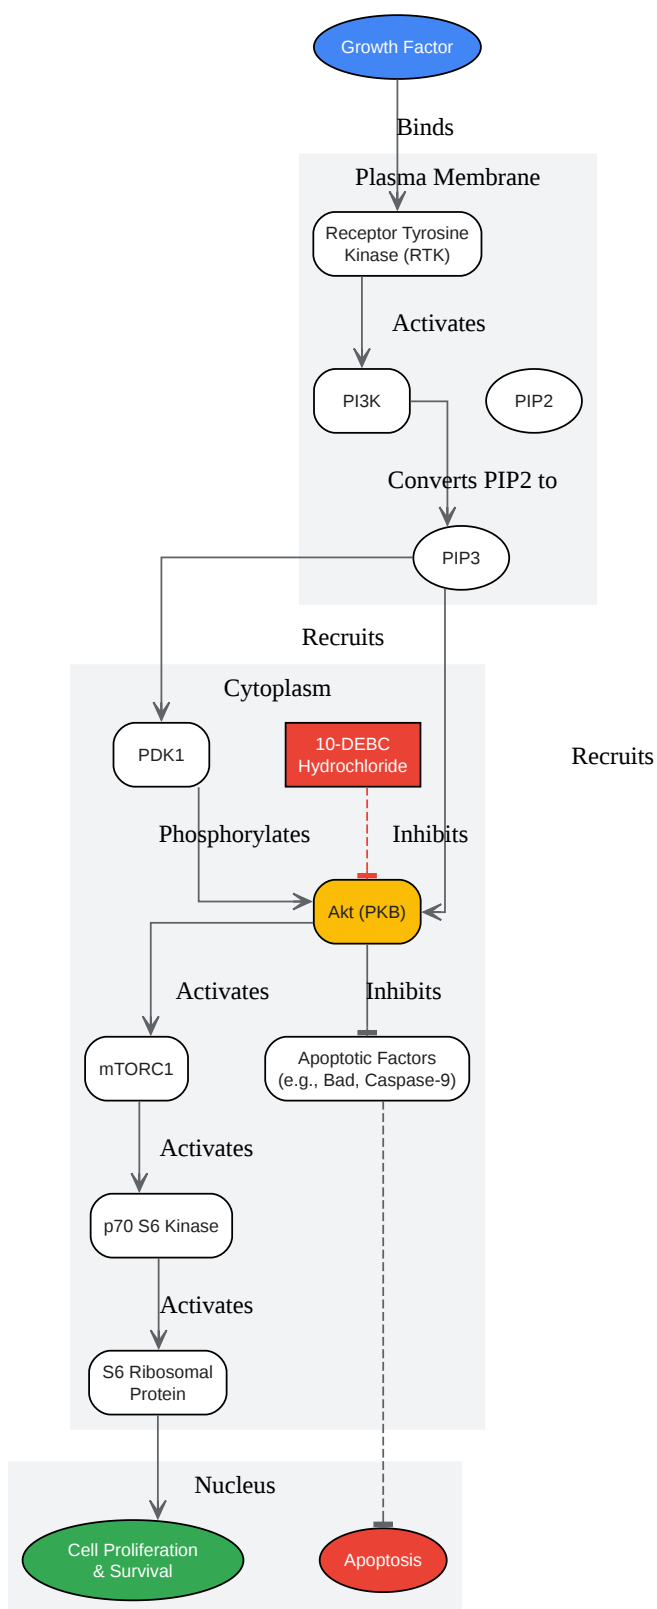 Growth Factor
Binds
Plasma Membrane
Receptor Tyrosine
Kinase (RTK)
Activates
PI3K
PIP2
Converts PIP2 to
PIP3
Recruits
Cytoplasm
PDK1
10-DEBC
Hydrochloride
Recruits
Phosphorylates
Inhibits
Akt (PKB)
Activates
Inhibits
mTORC1
Apoptotic Factors
(e.g., Bad, Caspase-9)
Activates
p70 S6 Kinase
Activates
S6 Ribosomal
Protein
Nucleus
Cell Proliferation
& Survival
Apoptosis